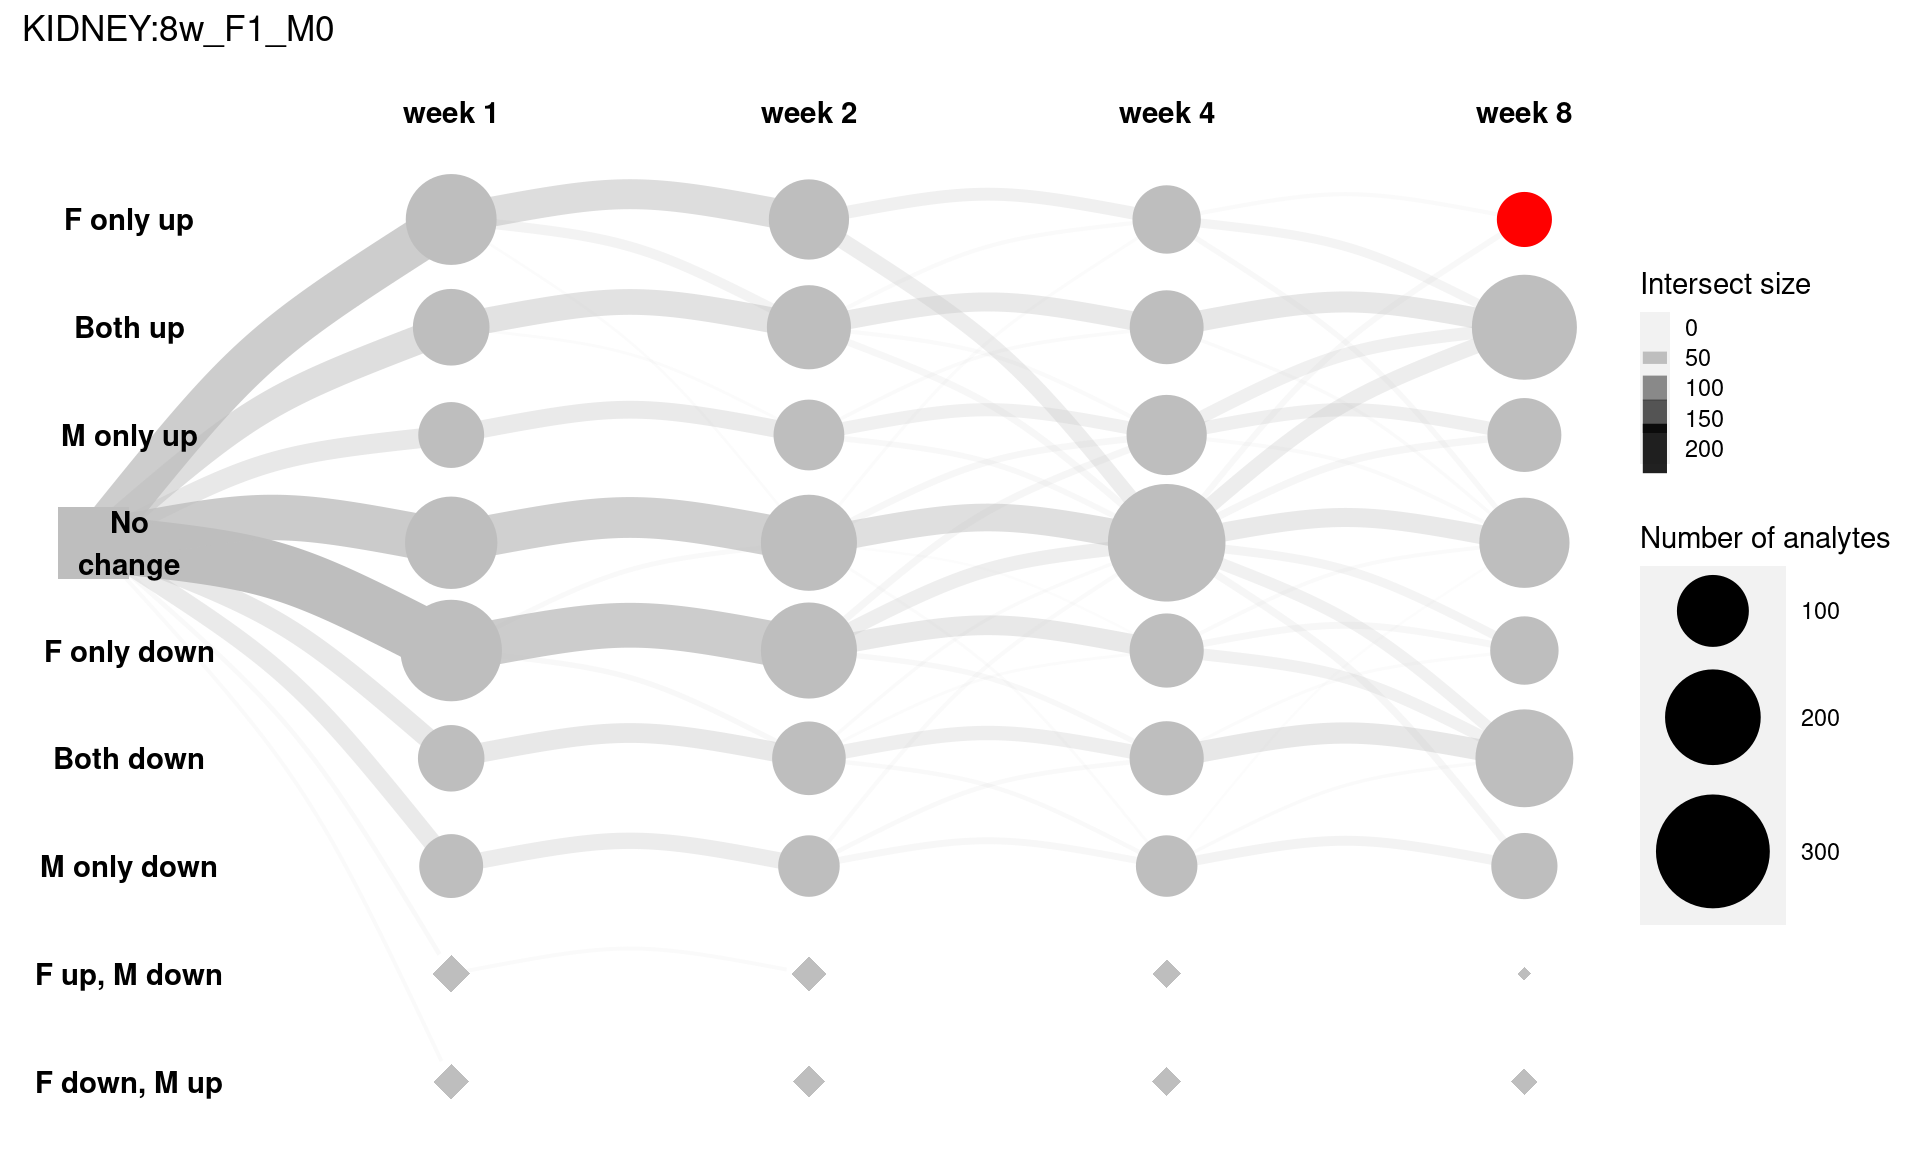 KIDNEY:8w_F1_M0
week 1
week 2
week 4
week 8
F only up
Both up
M only up
No
change
F only down
Both down
M only down
F up, M down
F down, M up
Intersect size
0
50
100
150
200
Number of analytes
100
200
300